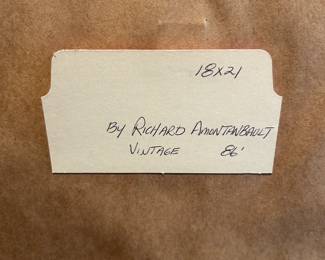 18x21
By Richard Amontanbault
Vintage 86'